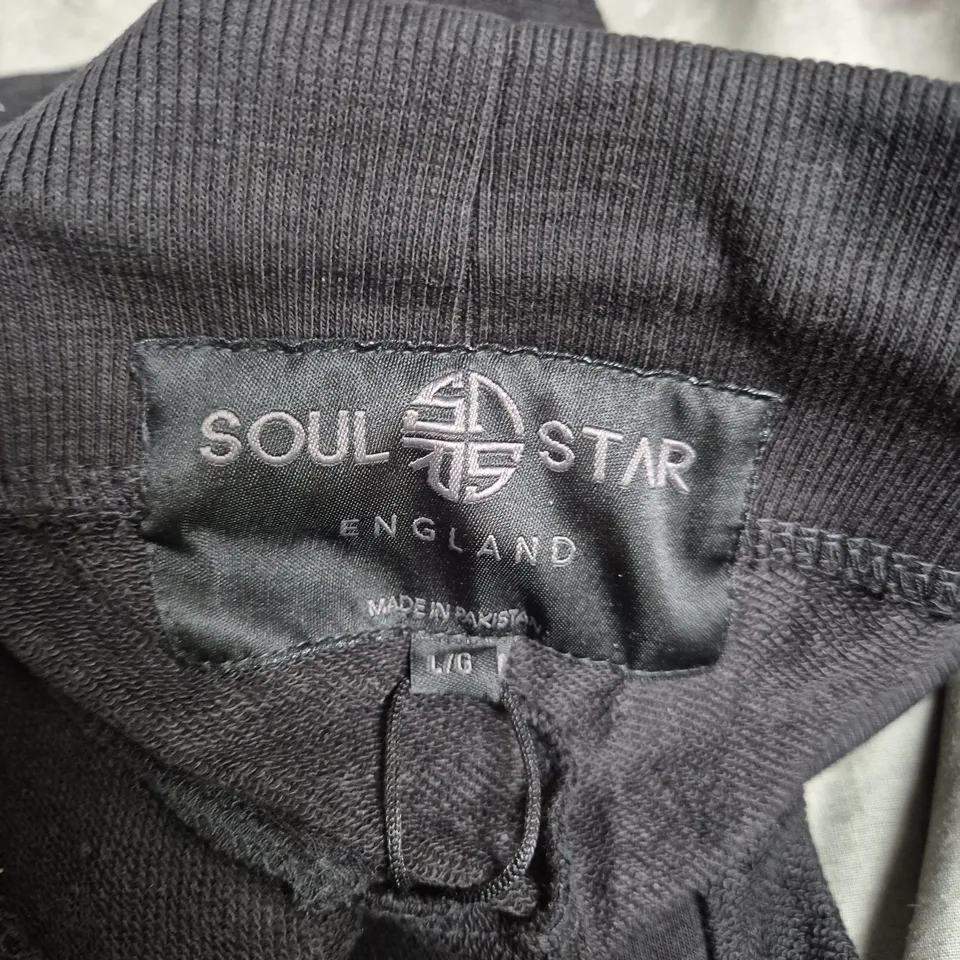 SOUL STAR
ENGLAND
MADE IN PAKISTAN
L/G